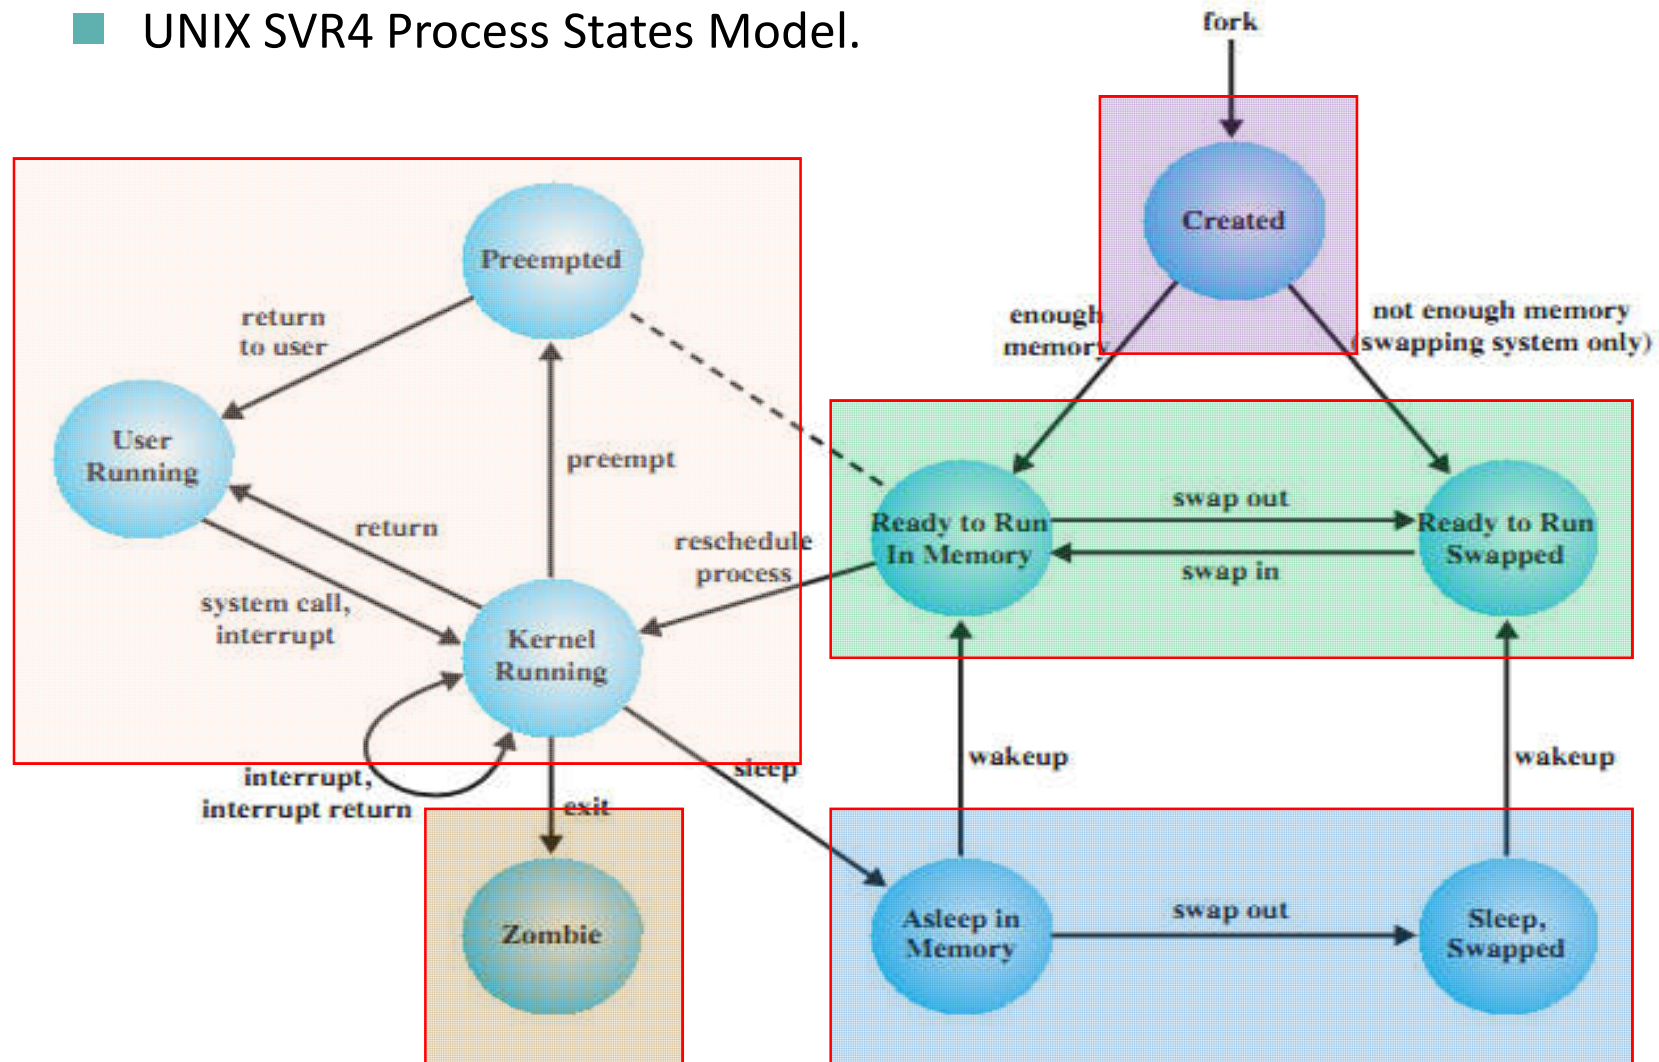 UNIX SVR4 Process States Model.
fork
Created
Preempted
return
to user
enough
memory
not enough memory
(swapping system only)
User
Running
preempt
return
reschedule
process
Ready to Run
In Memory
swap out
swap in
Ready to Run
Swapped
system call,
interrupt
Kernel
Running
interrupt,
interrupt return
sleep
wakeup
wakeup
exit
Zombie
Asleep in
Memory
swap out
Sleep,
Swapped